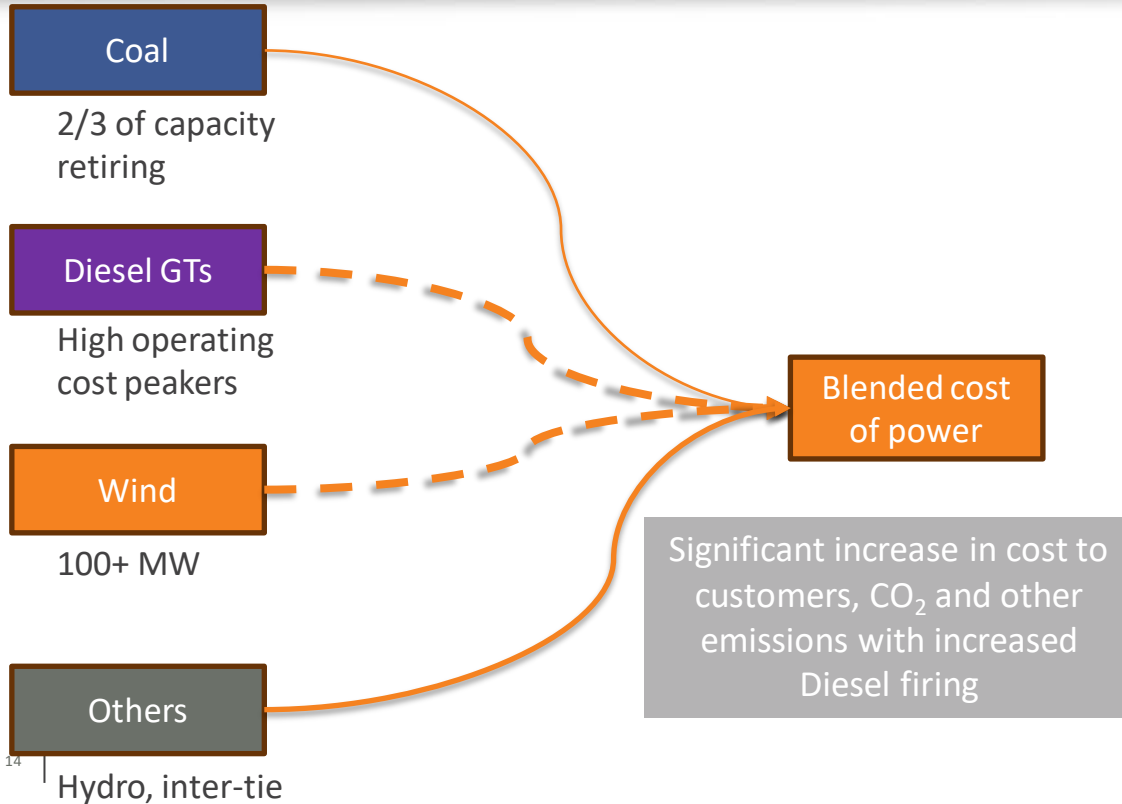 Coal
2/3 of capacity
retiring
Diesel GTs
High operating
cost peakers
Wind
100+ MW
Others
Hydro, inter-tie
Blended cost
of power
Significant increase in cost to
customers, CO₂ and other
emissions with increased
Diesel firing
14